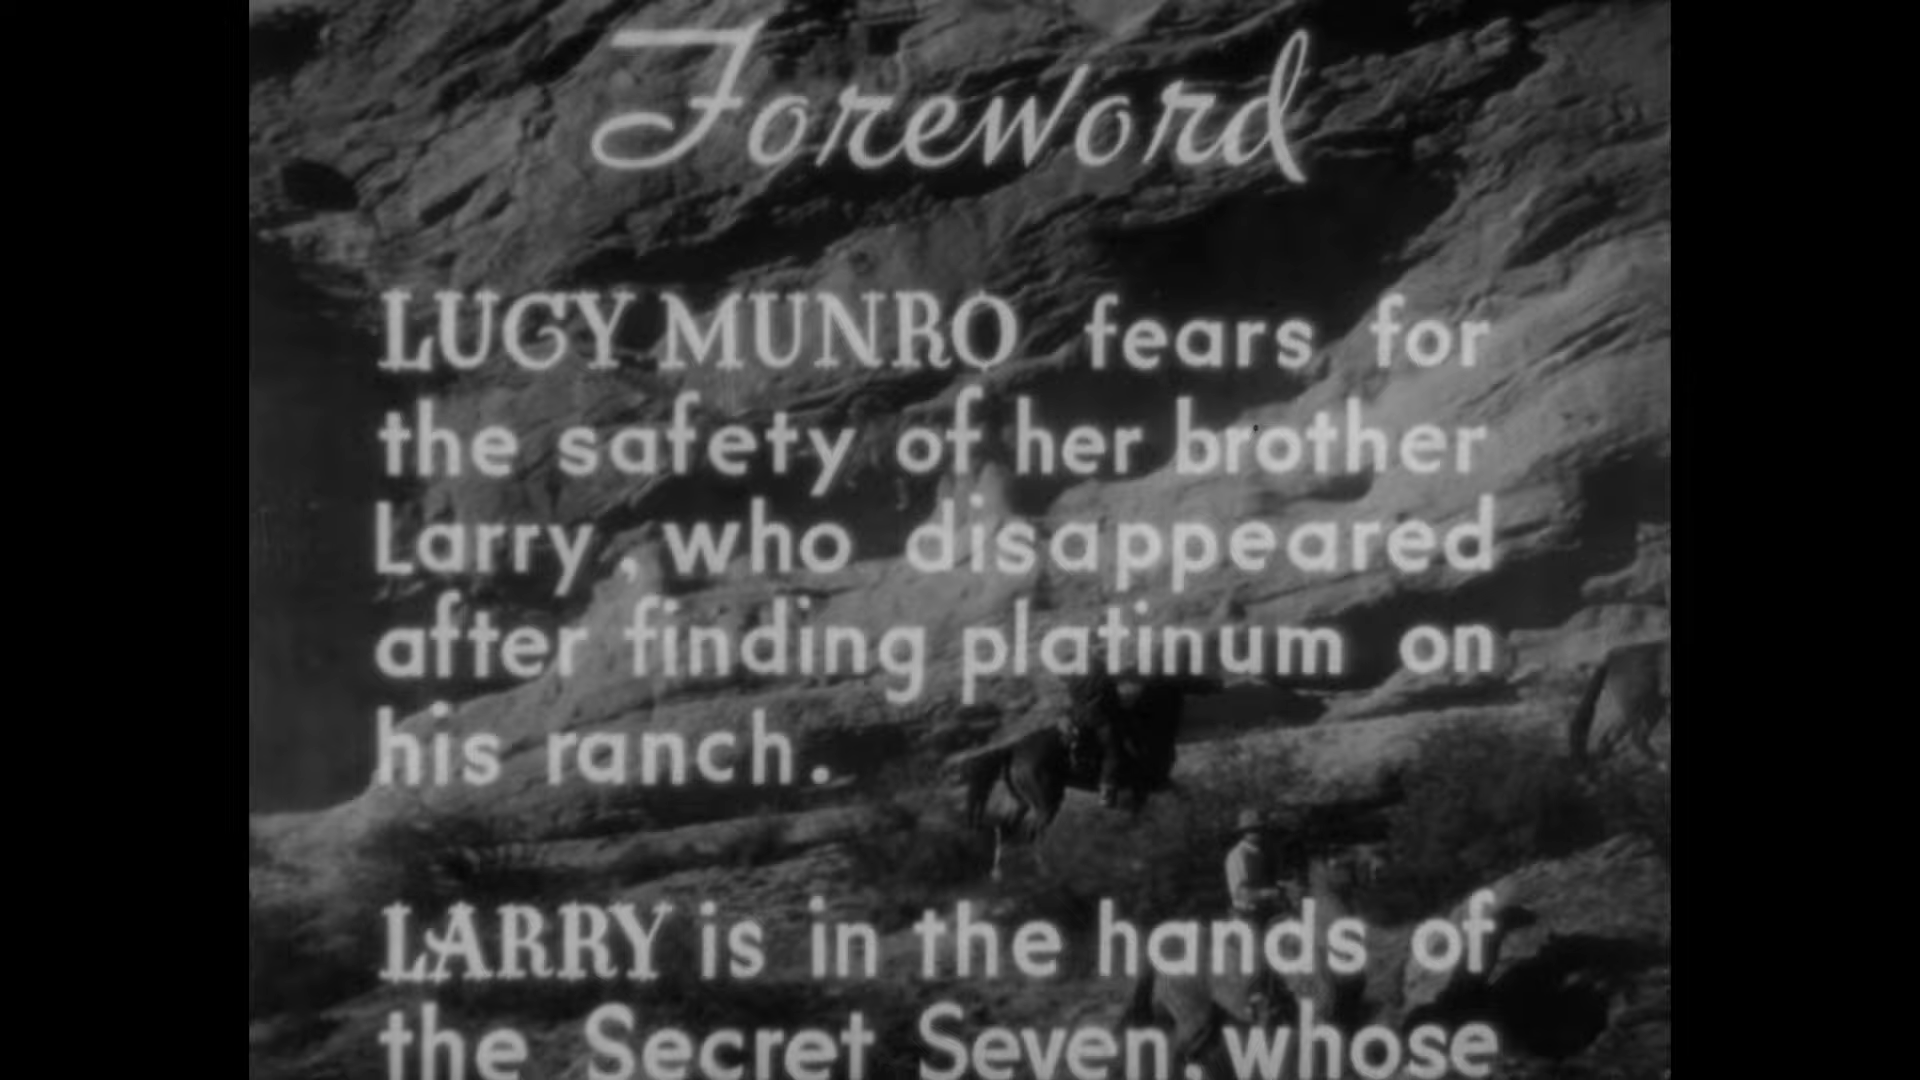 Foreword
LUCY MUNRO fears for
the safety of her brother
Larry, who disappeared
after finding platinum on
his ranch.
LARRY is in the hands of
the Secret Seven, whose